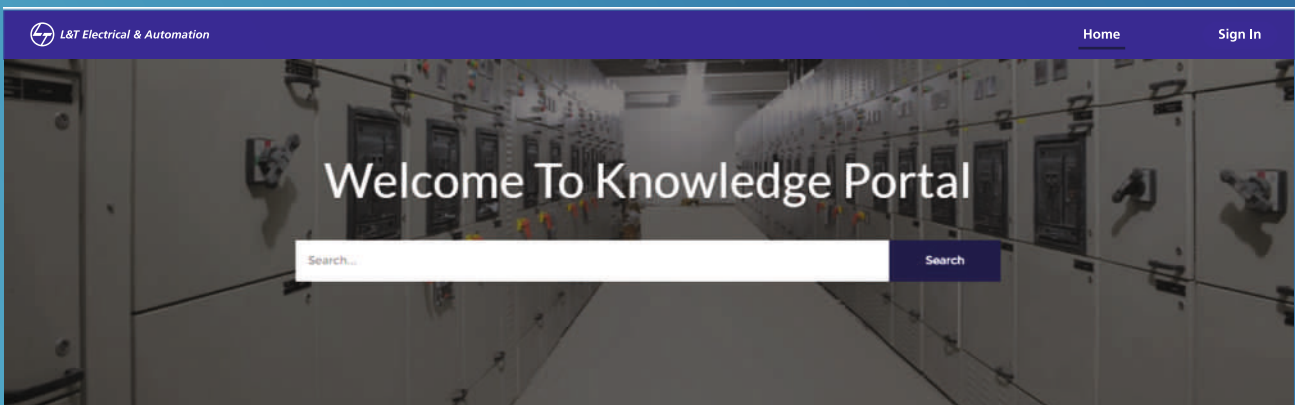 L&T Electrical & Automation
Home
Sign In
Welcome To Knowledge Portal
Search...
Search